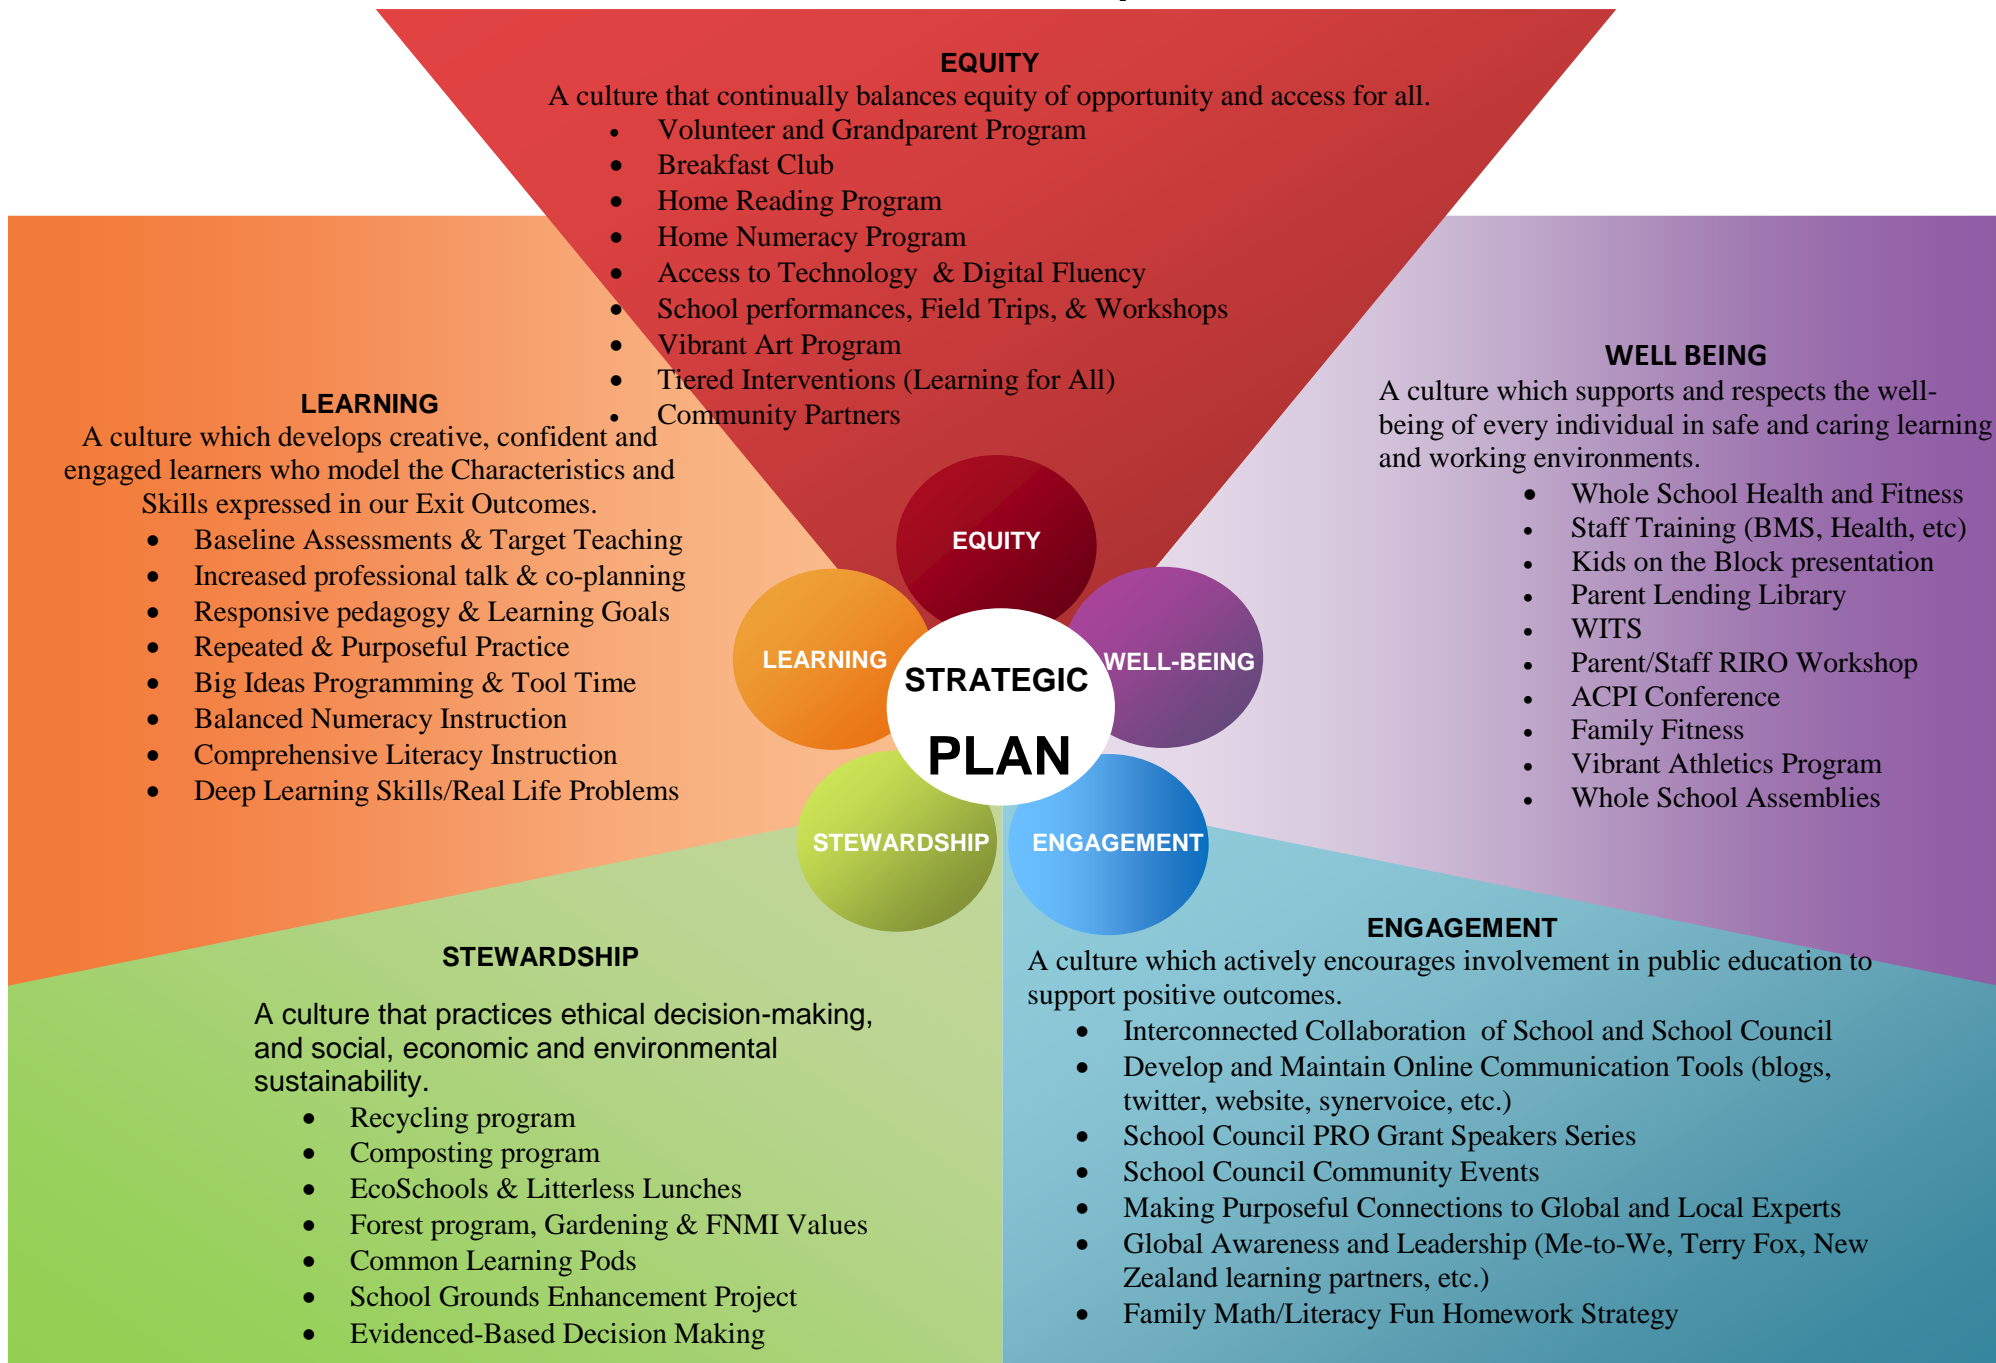 EQUITY
A culture that continually balances equity of opportunity and access for all.
• Volunteer and Grandparent Program
• Breakfast Club
• Home Reading Program
• Home Numeracy Program
• Access to Technology & Digital Fluency
• School performances, Field Trips, & Workshops
• Vibrant Art Program
• Tiered Interventions (Learning for All)
• Community Partners
LEARNING
A culture which develops creative, confident and
engaged learners who model the Characteristics and
Skills expressed in our Exit Outcomes.
• Baseline Assessments & Target Teaching
• Increased professional talk & co-planning
• Responsive pedagogy & Learning Goals
• Repeated & Purposeful Practice
• Big Ideas Programming & Tool Time
• Balanced Numeracy Instruction
• Comprehensive Literacy Instruction
• Deep Learning Skills/Real Life Problems
WELL BEING
A culture which supports and respects the well-
being of every individual in safe and caring learning
and working environments.
• Whole School Health and Fitness
• Staff Training (BMS, Health, etc)
• Kids on the Block presentation
• Parent Lending Library
• WITS
• Parent/Staff RIRO Workshop
• ACPI Conference
• Family Fitness
• Vibrant Athletics Program
• Whole School Assemblies
EQUITY
LEARNING
WELL-BEING
STRATEGIC
PLAN
STEWARDSHIP
ENGAGEMENT
STEWARDSHIP
A culture that practices ethical decision-making,
and social, economic and environmental
sustainability.
• Recycling program
• Composting program
• EcoSchools & Litterless Lunches
• Forest program, Gardening & FNMI Values
• Common Learning Pods
• School Grounds Enhancement Project
• Evidenced-Based Decision Making
ENGAGEMENT
A culture which actively encourages involvement in public education to
support positive outcomes.
• Interconnected Collaboration of School and School Council
• Develop and Maintain Online Communication Tools (blogs,
twitter, website, synervoice, etc.)
• School Council PRO Grant Speakers Series
• School Council Community Events
• Making Purposeful Connections to Global and Local Experts
• Global Awareness and Leadership (Me-to-We, Terry Fox, New
Zealand learning partners, etc.)
• Family Math/Literacy Fun Homework Strategy